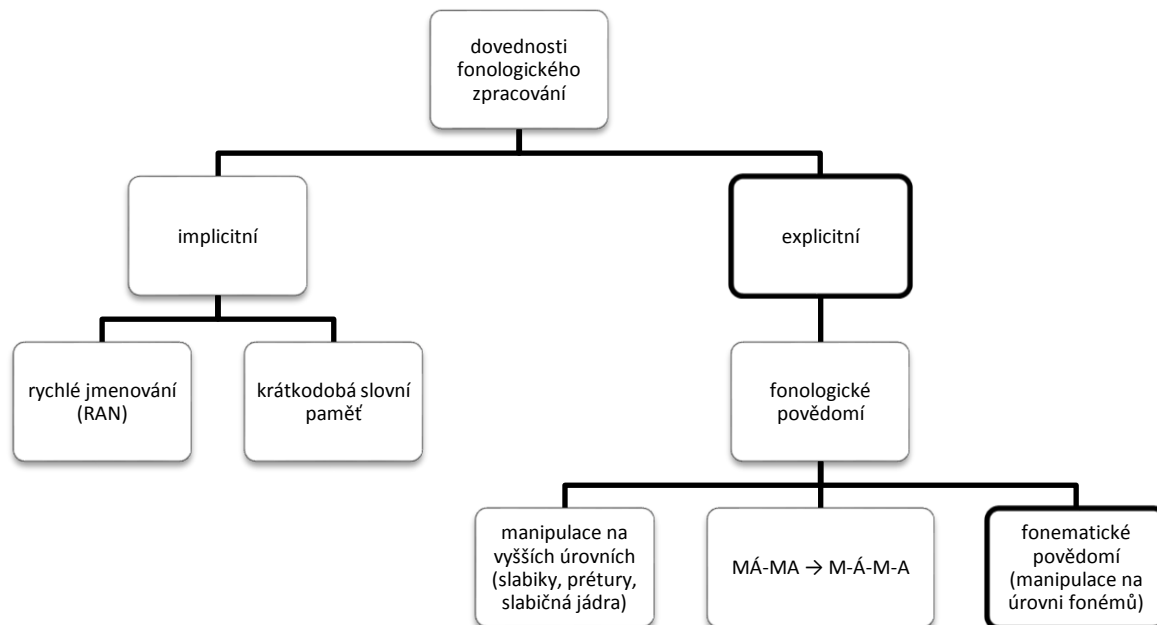 dovednosti
fonologického
zpracování
implicitní
explicitní
rychlé jmenování
(RAN)
krátkodobá slovní
paměť
fonologické
povědomí
manipulace na
vyšších úrovních
(slabiky, prétury,
slabičná jádra)
MÁ-MA → M-Á-M-A
fonematické
povědomí
(manipulace na
úrovni fonémů)